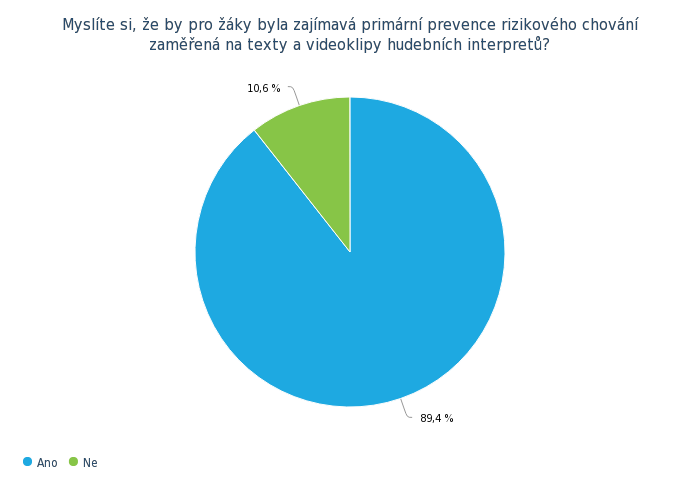 Myslíte si, že by pro žáky byla zajímavá primární prevence rizikového chování
zaměřená na texty a videoklipy hudebních interpretů?
10,6 %
89,4 %
Ano
Ne